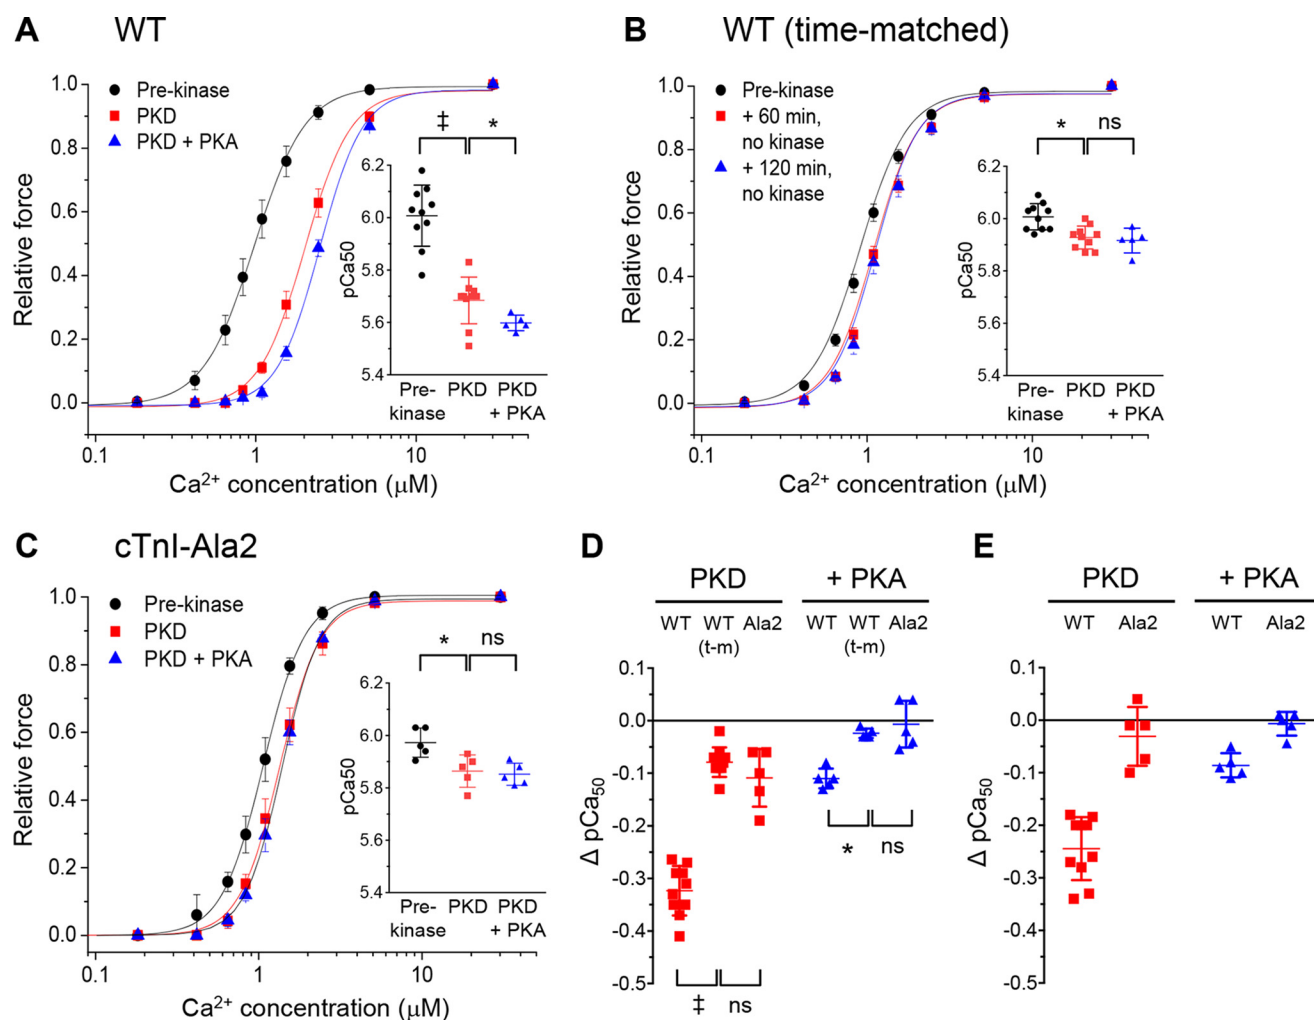 A WT
Pre-kinase
PKD
PKD + PKA
Relative force
1.0
0.8
0.6
0.4
0.2
0.0
0.1 1 10
Ca²⁺ concentration (μM)
‡ *
pCa50
6.2
6.0
5.8
5.6
5.4
Pre- PKD PKD
kinase + PKA
B WT (time-matched)
Pre-kinase
+ 60 min,
no kinase
+ 120 min,
no kinase
Relative force
1.0
0.8
0.6
0.4
0.2
0.0
0.1 1 10
Ca²⁺ concentration (μM)
* ns
pCa50
6.2
6.0
5.8
5.6
5.4
Pre- PKD PKD
kinase + PKA
C cTnI-Ala2
Pre-kinase
PKD
PKD + PKA
Relative force
1.0
0.8
0.6
0.4
0.2
0.0
0.1 1 10
Ca²⁺ concentration (μM)
* ns
pCa50
6.2
6.0
5.8
5.6
5.4
Pre- PKD PKD
kinase + PKA
D
PKD + PKA
WT WT Ala2 WT WT Ala2
(t-m) (t-m)
Δ pCa₅₀
0.1
0.0
-0.1
-0.2
-0.3
-0.4
-0.5
* ns
‡ ns
E
PKD + PKA
WT Ala2 WT Ala2
Δ pCa₅₀
0.1
0.0
-0.1
-0.2
-0.3
-0.4
-0.5